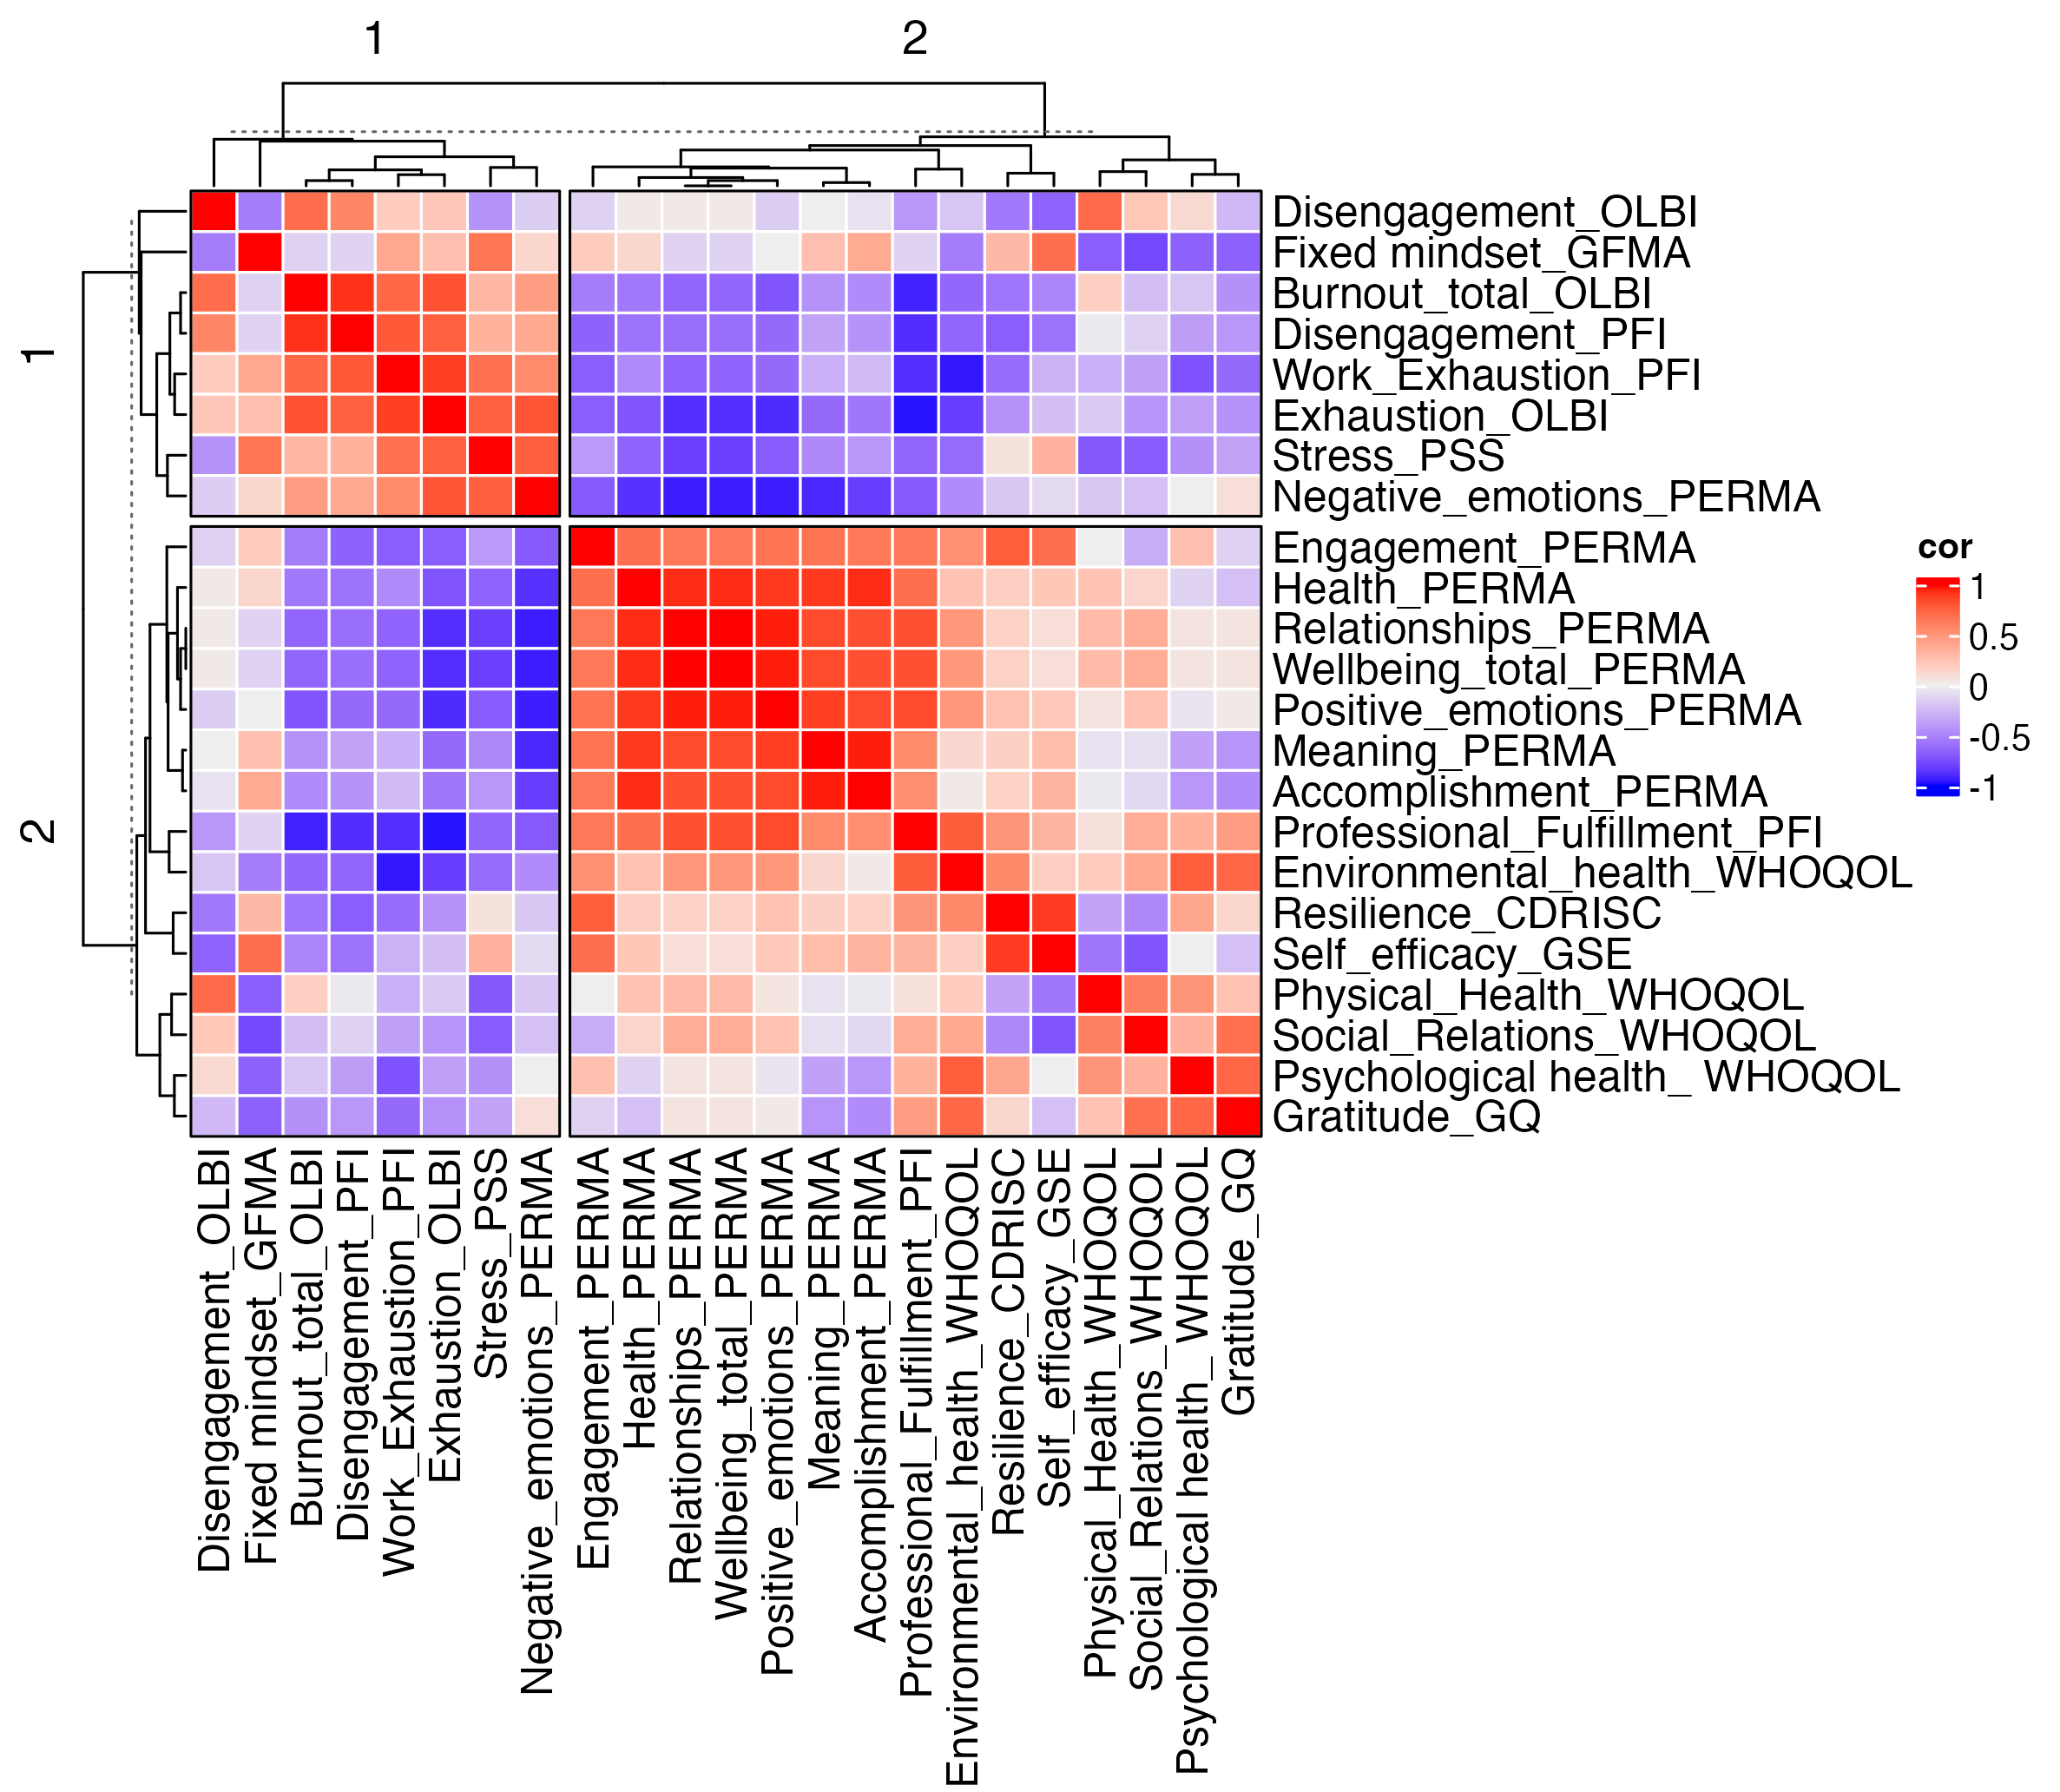 1
2
1
2
Disengagement_OLBI
Fixed mindset_GFMA
Burnout_total_OLBI
Disengagement_PFI
Work_Exhaustion_PFI
Exhaustion_OLBI
Stress_PSS
Negative_emotions_PERMA
Engagement_PERMA
Health_PERMA
Relationships_PERMA
Wellbeing_total_PERMA
Positive_emotions_PERMA
Meaning_PERMA
Accomplishment_PERMA
Professional_Fulfillment_PFI
Environmental_health_WHOQOL
Resilience_CDRISC
Self_efficacy_GSE
Physical_Health_WHOQOL
Social_Relations_WHOQOL
Psychological health_ WHOQOL
Gratitude_GQ
cor
1
0.5
0
-0.5
-1
Disengagement_OLBI
Fixed mindset_GFMA
Burnout_total_OLBI
Disengagement_PFI
Work_Exhaustion_PFI
Exhaustion_OLBI
Stress_PSS
Negative_emotions_PERMA
Engagement_PERMA
Health_PERMA
Relationships_PERMA
Wellbeing_total_PERMA
Positive_emotions_PERMA
Meaning_PERMA
Accomplishment_PERMA
Professional_Fulfillment_PFI
Environmental_health_WHOQOL
Resilience_CDRISC
Self_efficacy_GSE
Physical_Health_WHOQOL
Social_Relations_WHOQOL
Psychological health_ WHOQOL
Gratitude_GQ